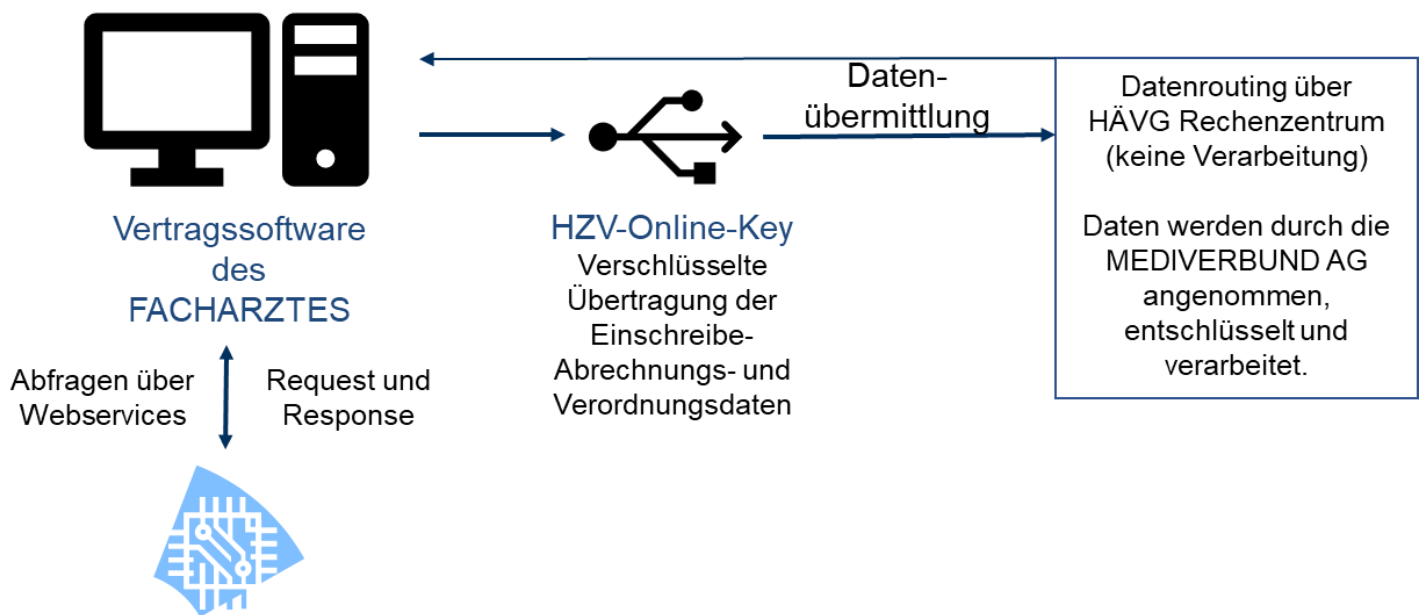 Vertragssoftware
des
FACHARZTES
Abfragen über
Webservices
Request und
Response
HZV-Online-Key
Verschlüsselte
Übertragung der
Einschreibe-
Abrechnungs- und
Verordnungsdaten
Daten-
übermittlung
Datenrouting über
HÄVG Rechenzentrum
(keine Verarbeitung)
Daten werden durch die
MEDIVERBUND AG
angenommen,
entschlüsselt und
verarbeitet.